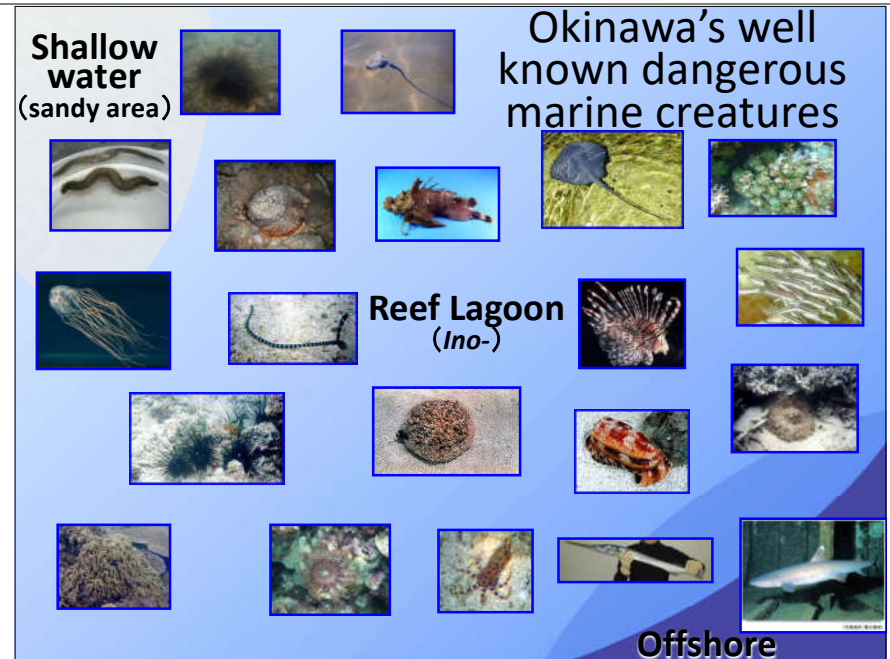 Shallow
water
（sandy area）
Okinawa’s well
known dangerous
marine creatures
Reef Lagoon
（Ino-）
Offshore